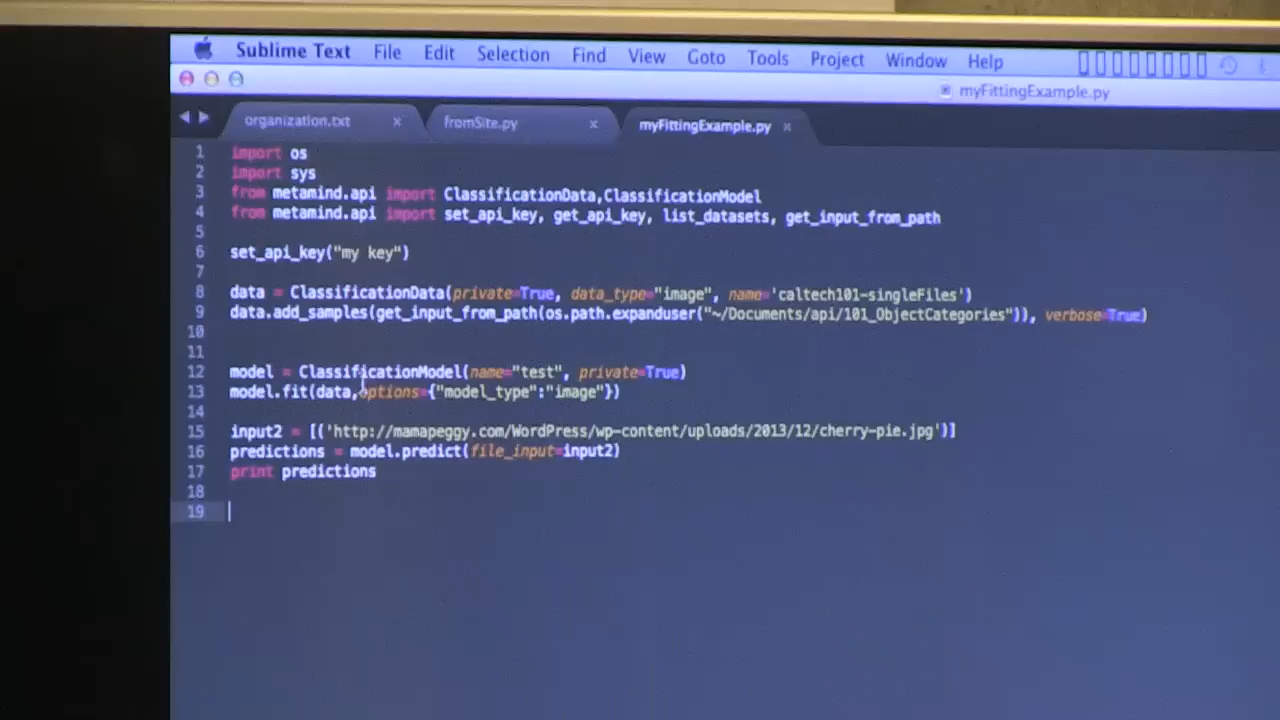 Sublime Text File Edit Selection Find View Goto Tools Project Window Help
myFittingExample.py
organization.txt fromSite.py myFittingExample.py
1 import os
2 import sys
3 from metamind.api import ClassificationData,ClassificationModel
4 from metamind.api import set_api_key, get_api_key, list_datasets, get_input_from_path
5
6 set_api_key("my key")
7
8 data = ClassificationData(private=True, data_type="image", name='caltech101-singleFiles')
9 data.add_samples(get_input_from_path(os.path.expanduser("~/Documents/api/101_ObjectCategories")), verbose=True)
10
11
12 model = ClassificationModel(name="test", private=True)
13 model.fit(data,options={"model_type":"image"})
14
15 input2 = [('http://mamapeggy.com/WordPress/wp-content/uploads/2013/12/cherry-pie.jpg')]
16 predictions = model.predict(file_input=input2)
17 print predictions
18
19